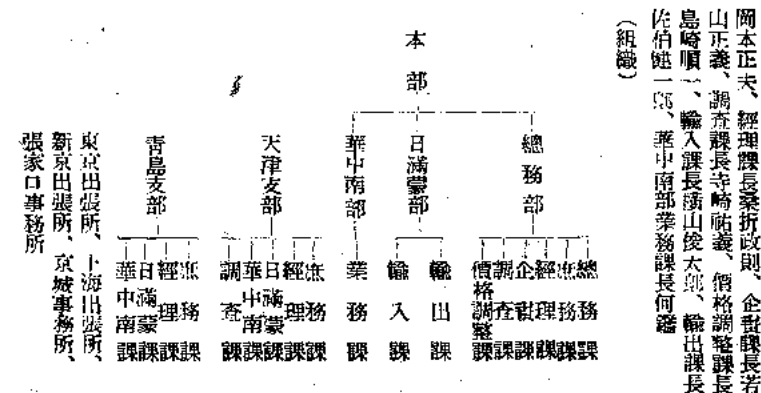 岡本正夫、經理課長桑折政則、企畫課長若
山正義、調査課長寺崎祐義、價格調整課長
島崎順一、輸入課長横山俊太郎、輸出課長
佐伯健一郎、華中南部業務課長何鑑
(組織)
本部
總務部
日滿蒙部
華中南部
天津支部
靑島支部
總務課
庶務課
經理課
企畫課
調査課
價格調整課
輸出課
輸入課
業務課
庶務課
經理課
日滿蒙課
華中南課
調査課
庶務課
經理課
日滿蒙課
華中南課
東京出張所、上海出張所、
新京出張所、京城事務所、
張家口事務所